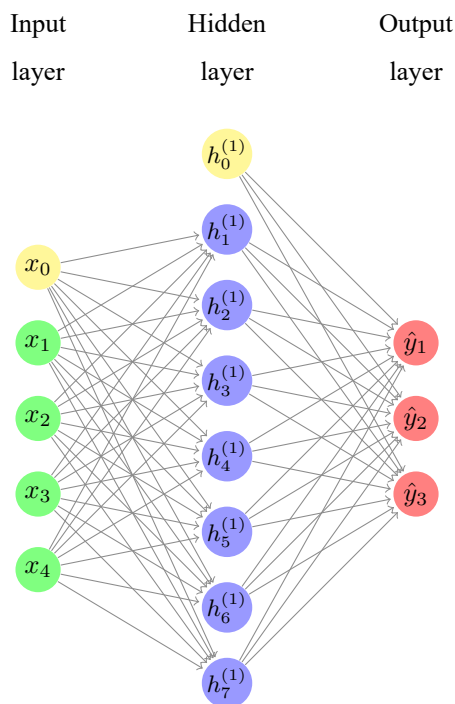 Input layer
Hidden layer
Output layer
h_0^{(1)}
h_1^{(1)}
x_0
h_2^{(1)}
x_1
ŷ_1
h_3^{(1)}
x_2
ŷ_2
h_4^{(1)}
x_3
ŷ_3
h_5^{(1)}
x_4
h_6^{(1)}
h_7^{(1)}